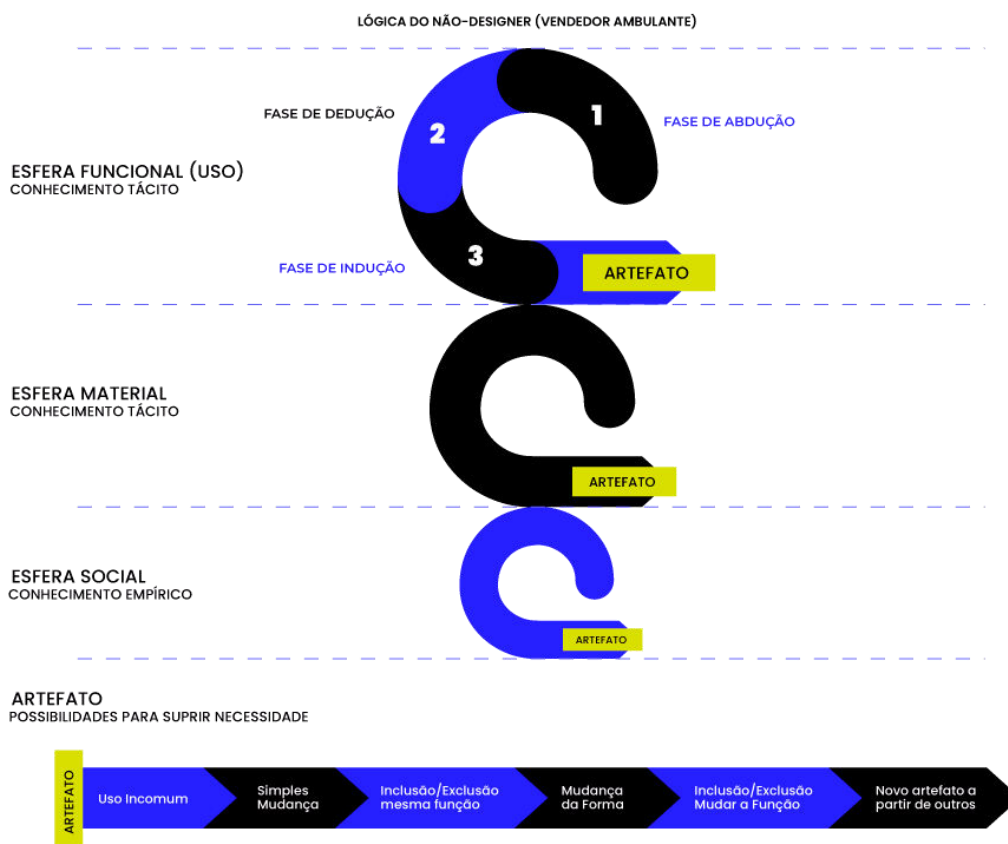 LÓGICA DO NÃO-DESIGNER (VENDEDOR AMBULANTE)
FASE DE DEDUÇÃO
1
FASE DE ABDUÇÃO
2
ESFERA FUNCIONAL (USO)
CONHECIMENTO TÁCITO
3
FASE DE INDUÇÃO
ARTEFATO
ESFERA MATERIAL
CONHECIMENTO TÁCITO
ARTEFATO
ESFERA SOCIAL
CONHECIMENTO EMPÍRICO
ARTEFATO
ARTEFATO
POSSIBILIDADES PARA SUPRIR NECESSIDADE
ARTEFATO
Uso Incomum
Simples
Mudança
Inclusão/Exclusão
mesma função
Mudança
da Forma
Inclusão/Exclusão
Mudar a Função
Novo artefato a
partir de outros